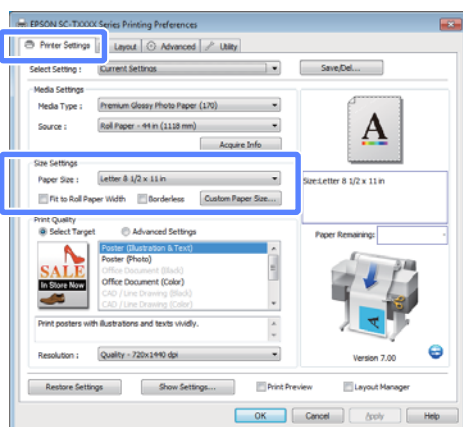 EPSON SC-TXXXX Series Printing Preferences
Printer Settings Layout Advanced Utility
Select Setting : Current Settings Save/Del...
Media Settings
Media Type : Premium Glossy Photo Paper (170)
Source : Roll Paper - 44 in (1118 mm)
Acquire Info
A
Size Settings
Paper Size : Letter 8 1/2 x 11 in
Fit to Roll Paper Width Borderless Custom Paper Size...
Size:Letter 8 1/2 x 11 in
Print Quality
Select Target Advanced Settings
Paper Remaining: -
SALE
In Store Now
Poster (Illustration & Text)
Poster (Photo)
Office Document (Black)
Office Document (Color)
CAD / Line Drawing (Black)
CAD / Line Drawing (Color)
Print posters with illustrations and texts vividly.
Resolution : Quality - 720x1440 dpi
Version 7.00
Restore Settings Show Settings... Print Preview Layout Manager
OK Cancel Apply Help